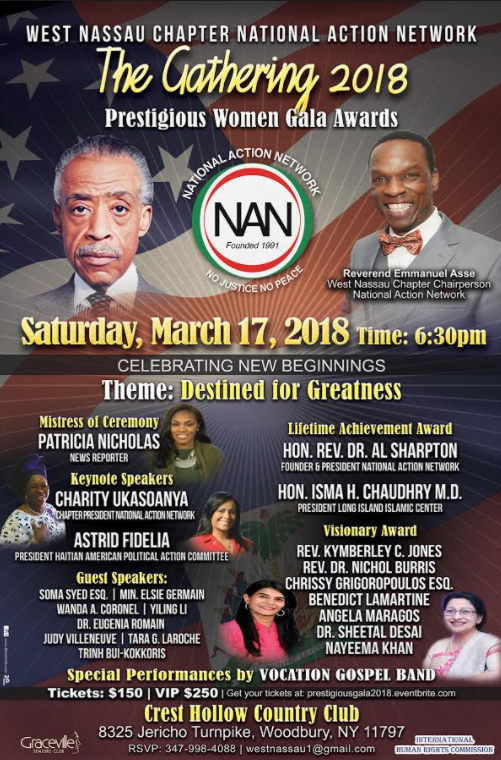 WEST NASSAU CHAPTER NATIONAL ACTION NETWORK
The Gathering 2018
Prestigious Women Gala Awards
NATIONAL ACTION NETWORK
NAN
Founded 1991
NO JUSTICE NO PEACE
Reverend Emmanuel Asse
West Nassau Chapter Chairperson
National Action Network
Saturday, March 17, 2018 Time: 6:30pm
CELEBRATING NEW BEGINNINGS
Theme: Destined for Greatness
Mistress of Ceremony
PATRICIA NICHOLAS
NEWS REPORTER
Keynote Speakers
CHARITY UKASOANYA
CHAPTER PRESIDENT NATIONAL ACTION NETWORK
ASTRID FIDELIA
PRESIDENT HAITIAN AMERICAN POLITICAL ACTION COMMITTEE
Guest Speakers:
SOMA SYED ESQ. | MIN. ELSIE GERMAIN
WANDA A. CORONEL | YILING LI
DR. EUGENIA ROMAIN
JUDY VILLENEUVE | TARA G. LAROCHE
TRINH BUI-KOKKORIS
Lifetime Achievement Award
HON. REV. DR. AL SHARPTON
FOUNDER & PRESIDENT NATIONAL ACTION NETWORK
HON. ISMA H. CHAUDHRY M.D.
PRESIDENT LONG ISLAND ISLAMIC CENTER
Visionary Award
REV. KYMBERLEY C. JONES
REV. DR. NICHOL BURRIS
CHRISSY GRIGOROPOULOS ESQ.
BENEDICT LAMARTINE
ANGELA MARAGOS
DR. SHEETAL DESAI
NAYEEMA KHAN
Special Performances by VOCATION GOSPEL BAND
Tickets: $150 | VIP $250 | Get your tickets at: prestigiousgala2018.eventbrite.com
Crest Hollow Country Club
8325 Jericho Turnpike, Woodbury, NY 11797
RSVP: 347-998-4088 | westnassau1@gmail.com
Graceville
SENIORS CLUB
INTERNATIONAL
HUMAN RIGHTS COMMISSION